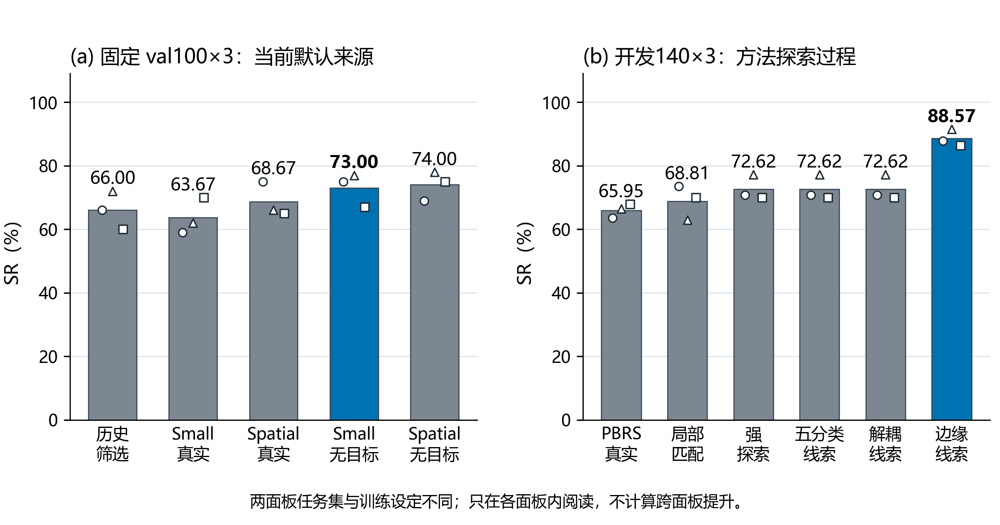 (a) 固定 val100×3：当前默认来源
SR（%）
100
80
60
40
20
0
66.00
63.67
68.67
73.00
74.00
历史
筛选
Small
真实
Spatial
真实
Small
无目标
Spatial
无目标
(b) 开发140×3：方法探索过程
SR（%）
100
80
60
40
20
0
65.95
68.81
72.62
72.62
72.62
88.57
PBRS
真实
局部
匹配
强
探索
五分类
线索
解耦
线索
边缘
线索
两面板任务集与训练设定不同；只在各面板内阅读，不计算跨面板提升。